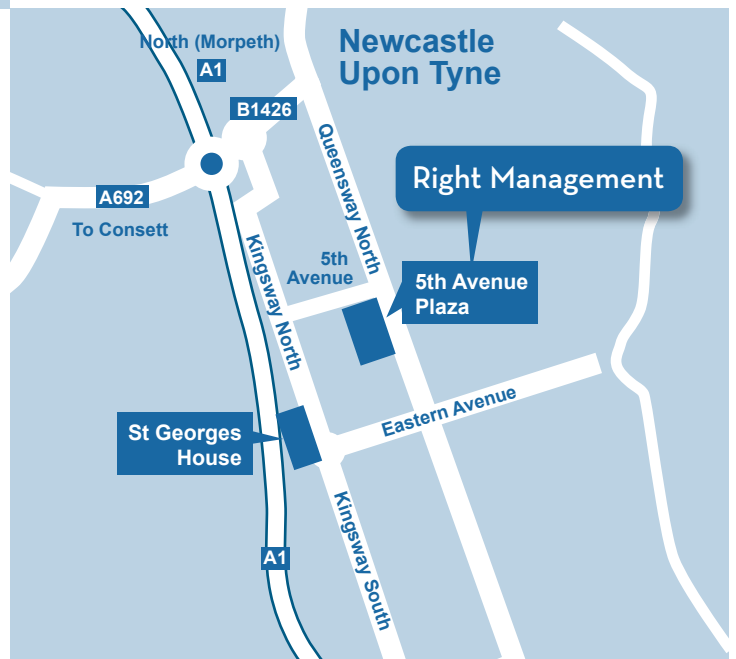 North (Morpeth)
A1
Newcastle
Upon Tyne
B1426
Queensway North
Right Management
A692
To Consett
5th
Avenue
5th Avenue
Plaza
Kingsway North
Eastern Avenue
St Georges
House
Kingsway South
A1